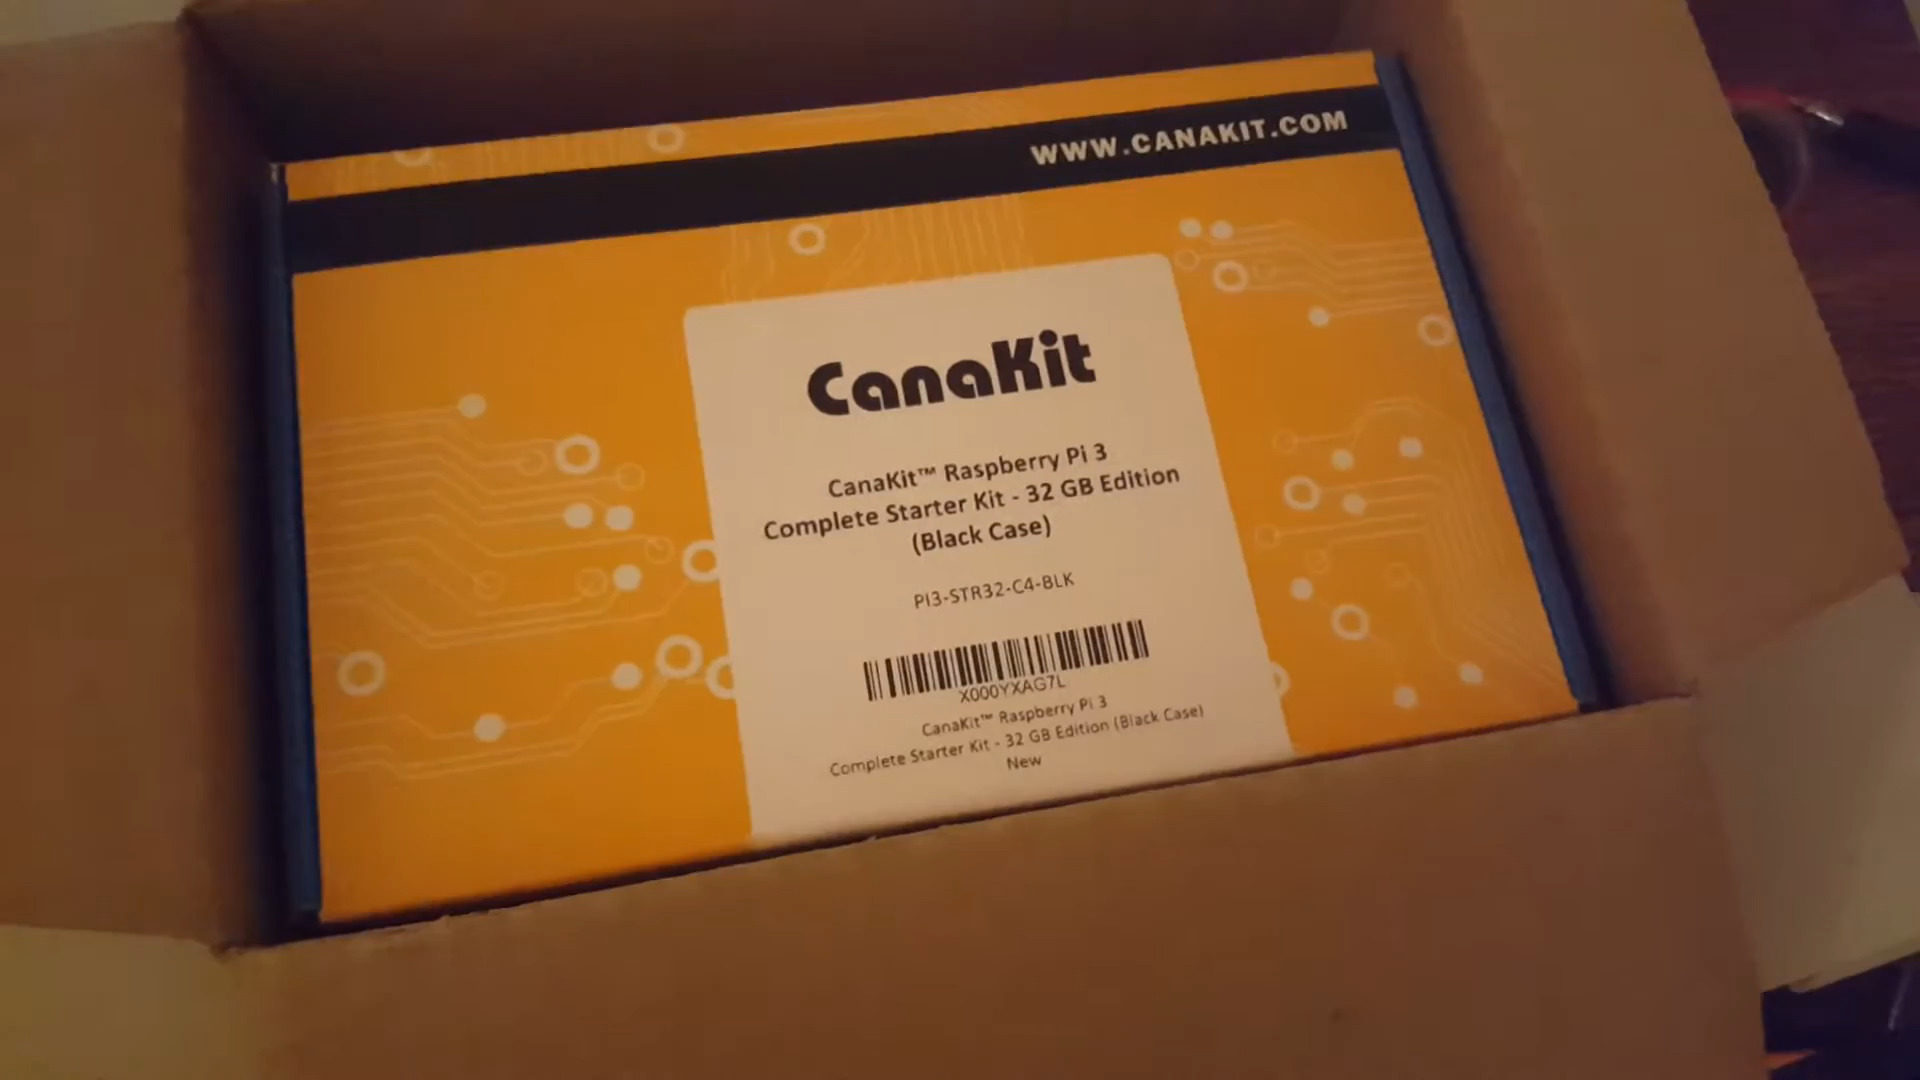 WWW.CANAKIT.COM
CanaKit
CanaKit™ Raspberry Pi 3
Complete Starter Kit - 32 GB Edition
(Black Case)
PI3-STR32-C4-BLK
X000YXAG7L
CanaKit™ Raspberry Pi 3
Complete Starter Kit - 32 GB Edition (Black Case)
New